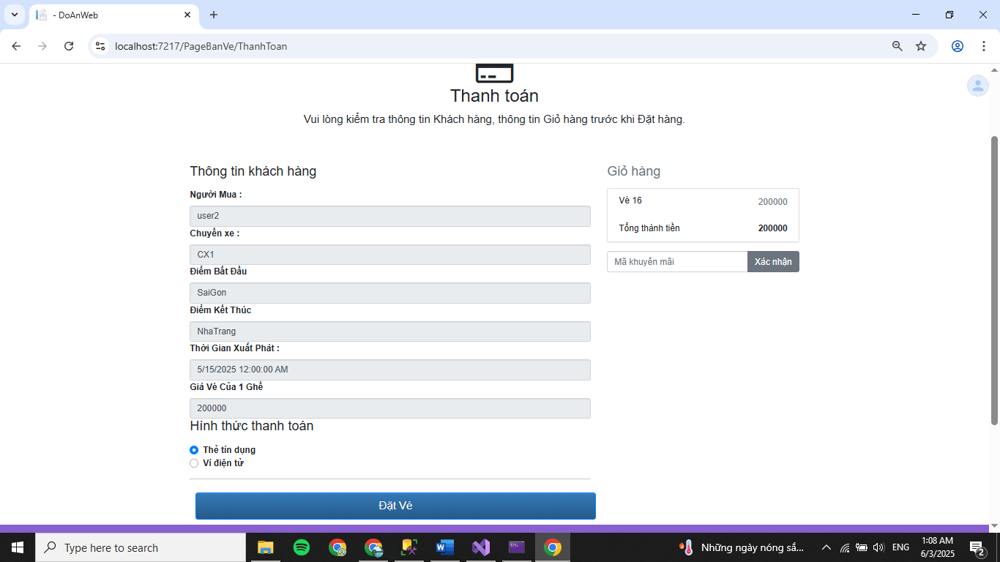 - DoAnWeb
localhost:7217/PageBanVe/ThanhToan
Thanh toán
Vui lòng kiểm tra thông tin Khách hàng, thông tin Giỏ hàng trước khi Đặt hàng.
Thông tin khách hàng
Người Mua :
user2
Chuyến xe :
CX1
Điểm Bắt Đầu
SaiGon
Điểm Kết Thúc
NhaTrang
Thời Gian Xuất Phát :
5/15/2025 12:00:00 AM
Giá Vé Của 1 Ghế
200000
Hình thức thanh toán
Thẻ tín dụng
Ví điện tử
Đặt Vé
Giỏ hàng
Vé 16 200000
Tổng thành tiền 200000
Mã khuyến mãi Xác nhận
Type here to search
Những ngày nóng sắ...
ENG
1:08 AM
6/3/2025
2